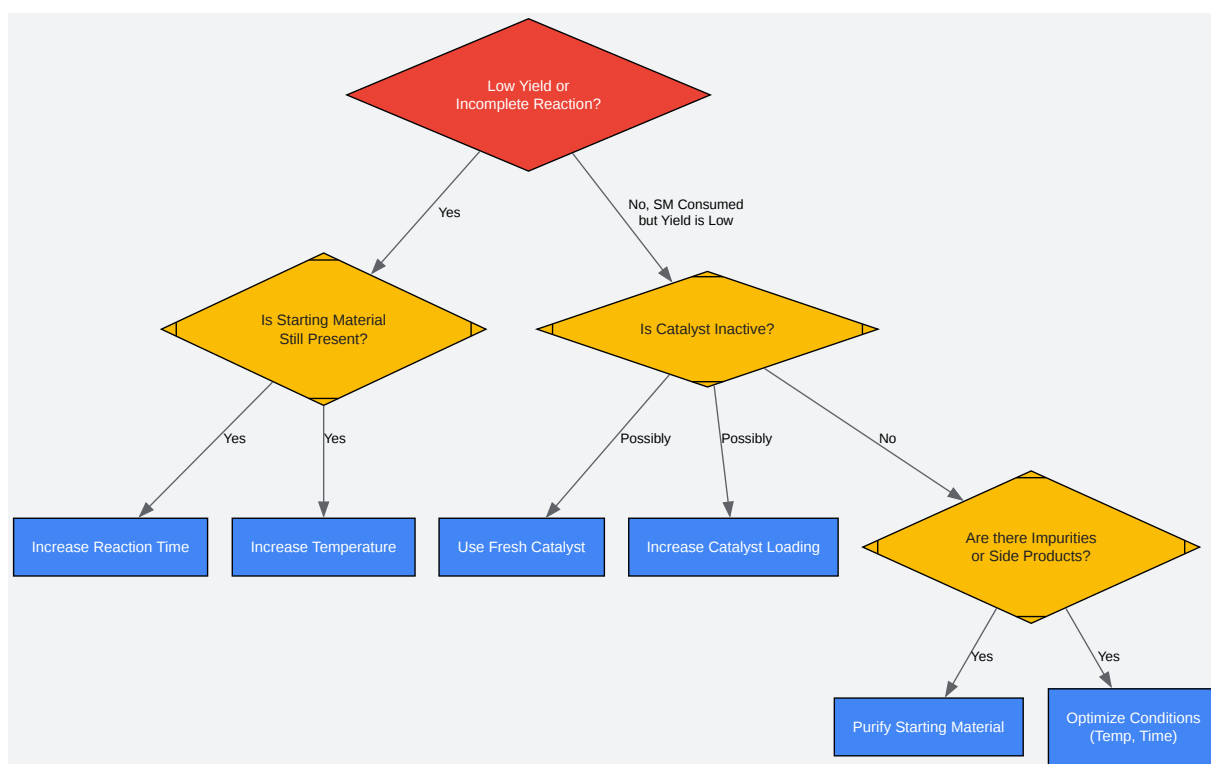 Low Yield or
Incomplete Reaction?
Yes
No, SM Consumed
but Yield is Low
Is Starting Material
Still Present?
Is Catalyst Inactive?
Yes
Yes
Possibly
Possibly
No
Increase Reaction Time
Increase Temperature
Use Fresh Catalyst
Increase Catalyst Loading
Are there Impurities
or Side Products?
Yes
Yes
Purify Starting Material
Optimize Conditions
(Temp, Time)